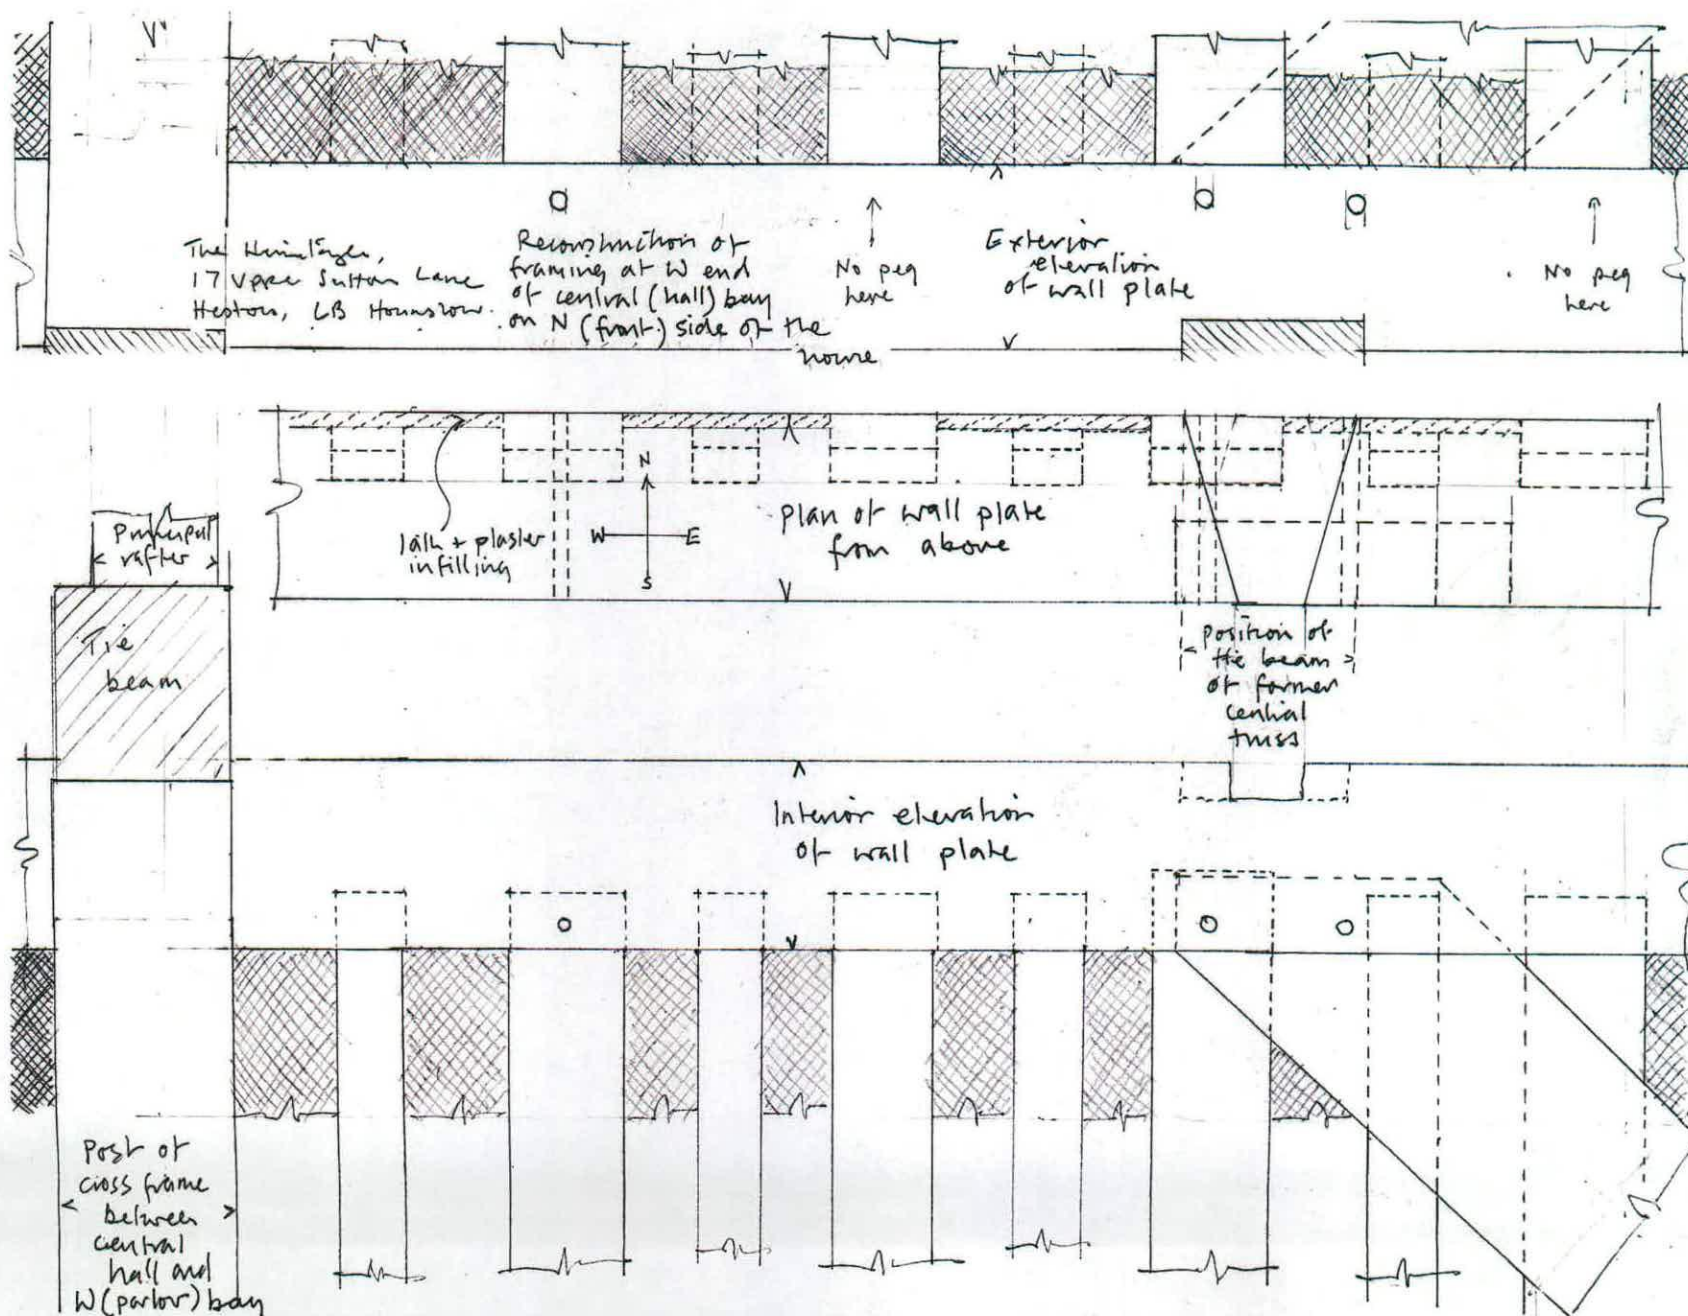 The Hermitage,
17 Upper Sutton Lane
Heston, LB Hounslow.
Reconstruction of
framing at W end
of central (hall) bay
on N (front) side of the
house
No peg
here
Exterior
elevation
of wall plate
No peg
here
Principal
rafter
lath + plaster
infilling
N
W E
S
Plan of wall plate
from above
Tie
beam
position of
tie beam
of former
central
truss
Interior elevation
of wall plate
Post of
cross frame
between
central
hall and
W (parlor) bay